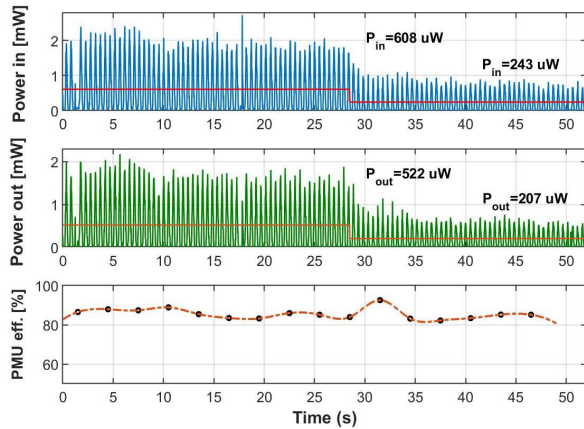 Power in [mW]
2
1
0
P_in=608 uW
P_in=243 uW
0 5 10 15 20 25 30 35 40 45 50
Power out [mW]
2
1
0
P_out=522 uW
P_out=207 uW
0 5 10 15 20 25 30 35 40 45 50
PMU eff. [%]
100
80
60
0 5 10 15 20 25 30 35 40 45 50
Time (s)